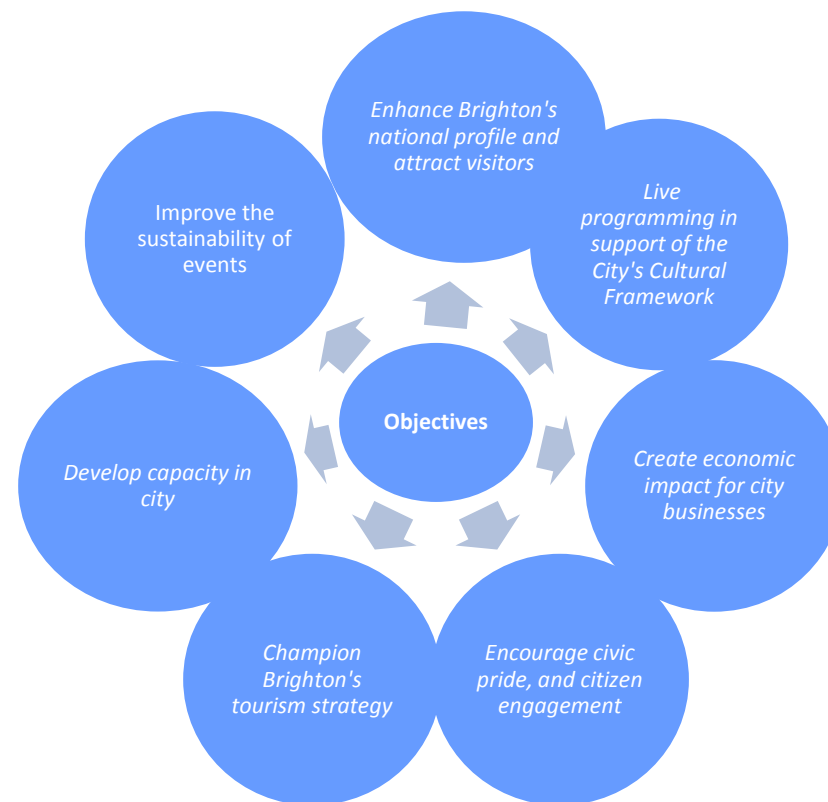 Enhance Brighton's
national profile and
attract visitors
Live
programming in
support of the
City's Cultural
Framework
Create economic
impact for city
businesses
Encourage civic
pride, and citizen
engagement
Champion
Brighton's
tourism strategy
Develop capacity in
city
Improve the
sustainability of
events
Objectives